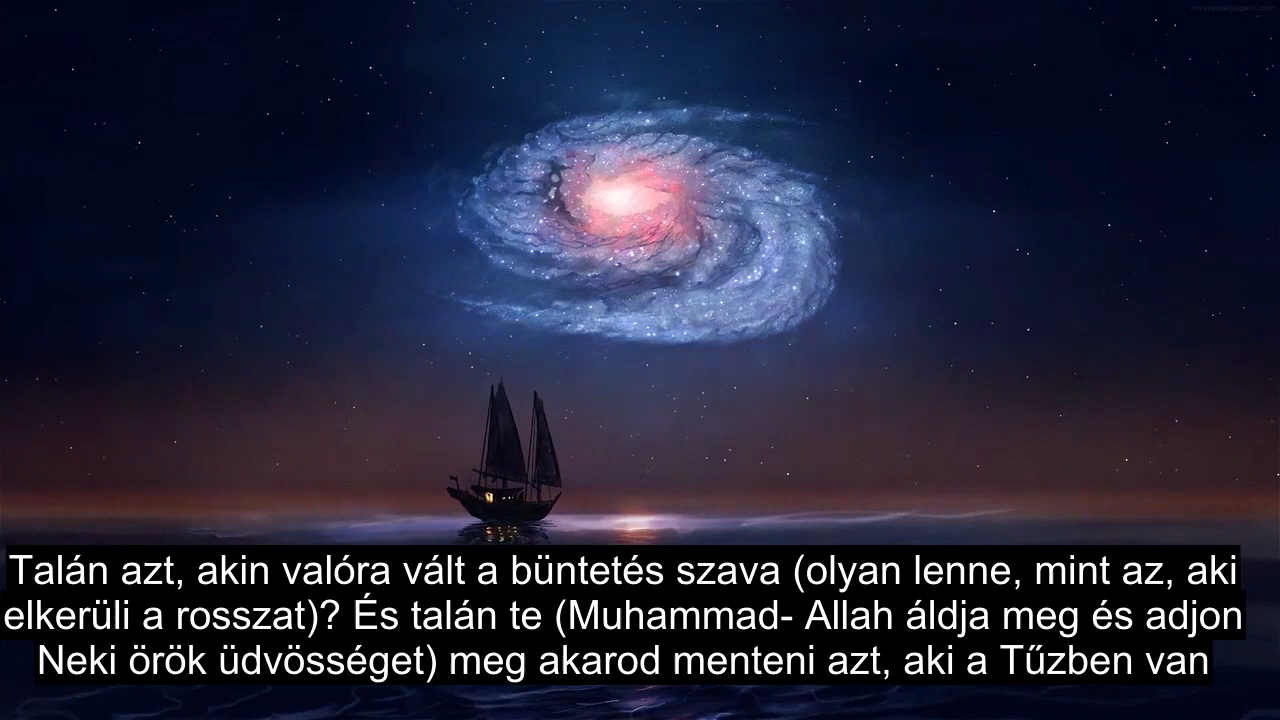 Talán azt, akin valóra vált a büntetés szava (olyan lenne, mint az, aki
elkerüli a rosszat)? És talán te (Muhammad- Allah áldja meg és adjon
Neki örök üdvösséget) meg akarod menteni azt, aki a Tűzben van